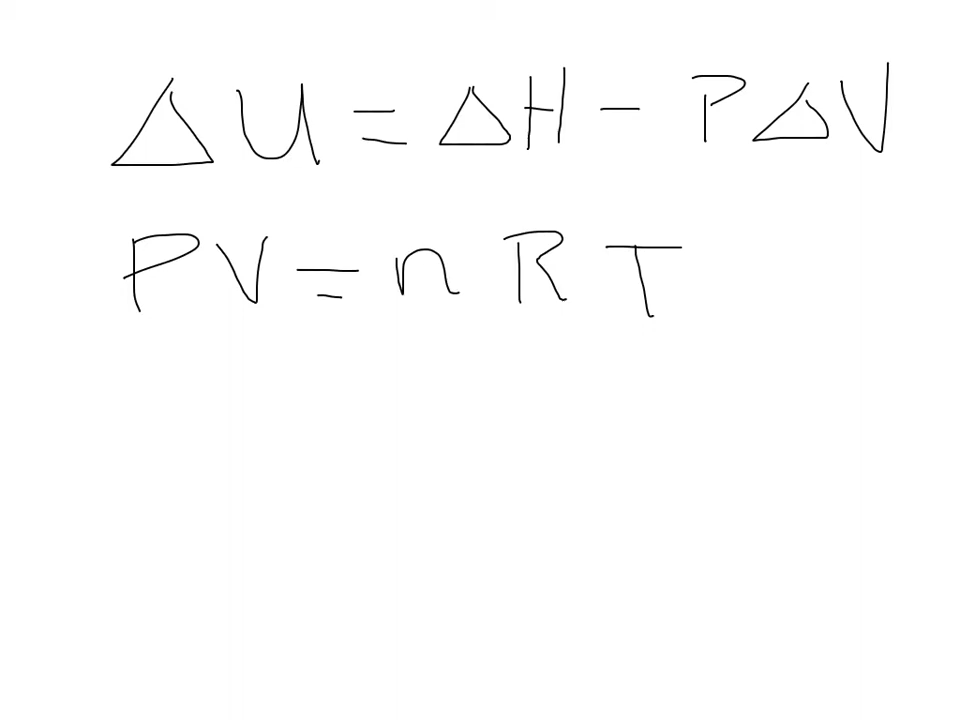 ΔU = ΔH - PΔV
PV = nRT